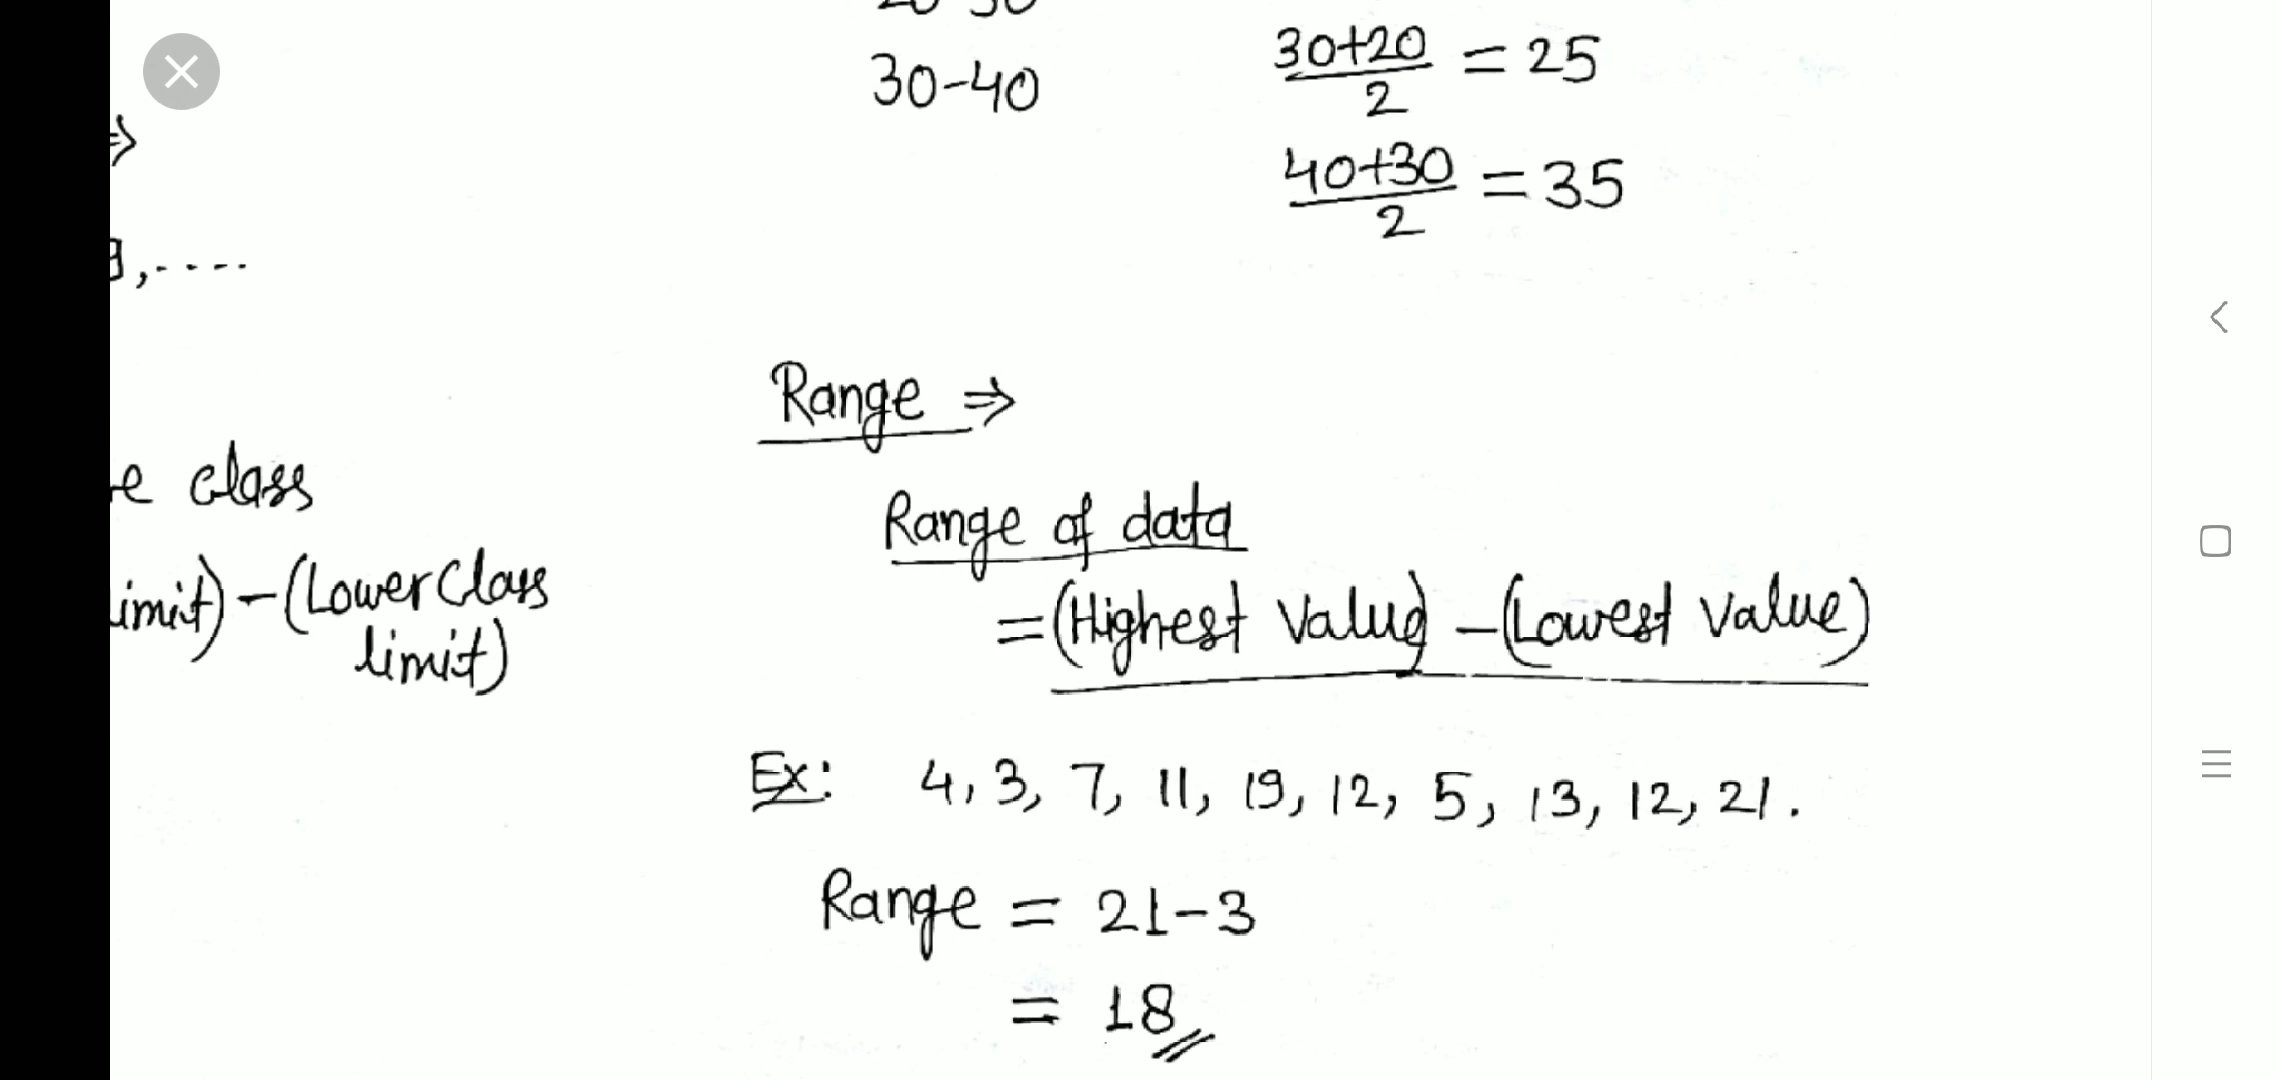 30-40
30+20/2 = 25
40+30/2 = 35
⇒
,....
class
limit) - (Lower Class
limit)
Range ⇒
Range of data
= (Highest Value) - (Lowest Value)
Ex: 4, 3, 7, 11, 19, 12, 5, 13, 12, 21.
Range = 21-3
= 18